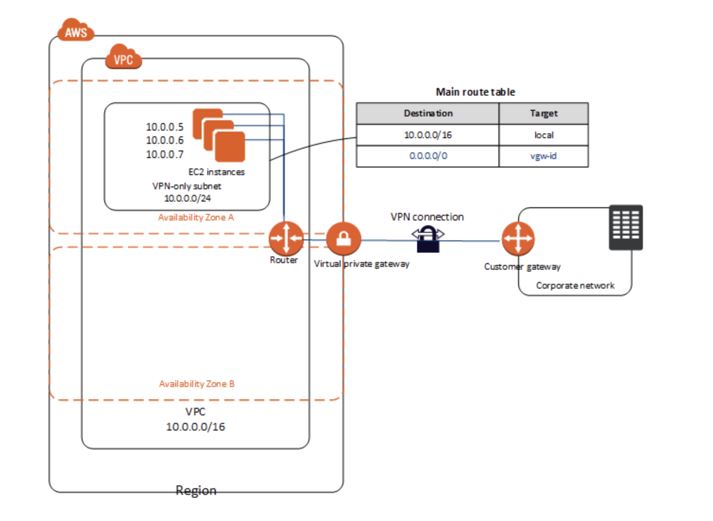 AWS
VPC
Main route table
Destination Target
10.0.0.0/16 local
0.0.0.0/0 vgw-id
10.0.0.5
10.0.0.6
10.0.0.7
EC2 instances
VPN-only subnet
10.0.0.0/24
Availability Zone A
VPN connection
Router
Virtual private gateway
Customer gateway
Corporate network
Availability Zone B
VPC
10.0.0.0/16
Region